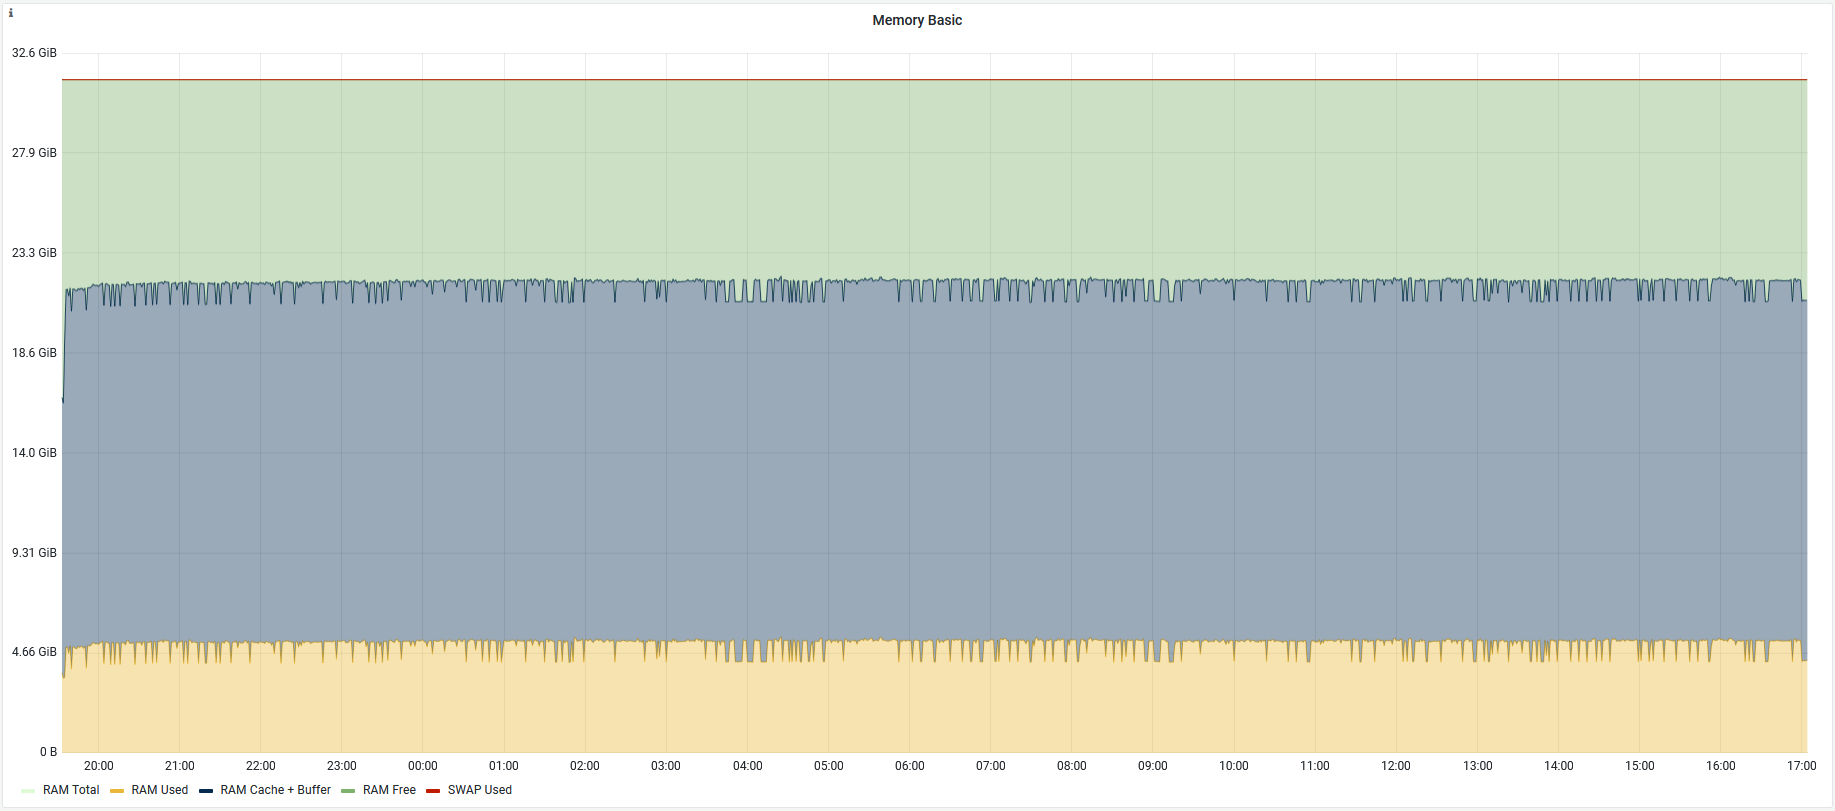 i
Memory Basic
32.6 GiB
27.9 GiB
23.3 GiB
18.6 GiB
14.0 GiB
9.31 GiB
4.66 GiB
0 B
20:00 21:00 22:00 23:00 00:00 01:00 02:00 03:00 04:00 05:00 06:00 07:00 08:00 09:00 10:00 11:00 12:00 13:00 14:00 15:00 16:00 17:00
RAM Total RAM Used RAM Cache + Buffer RAM Free SWAP Used